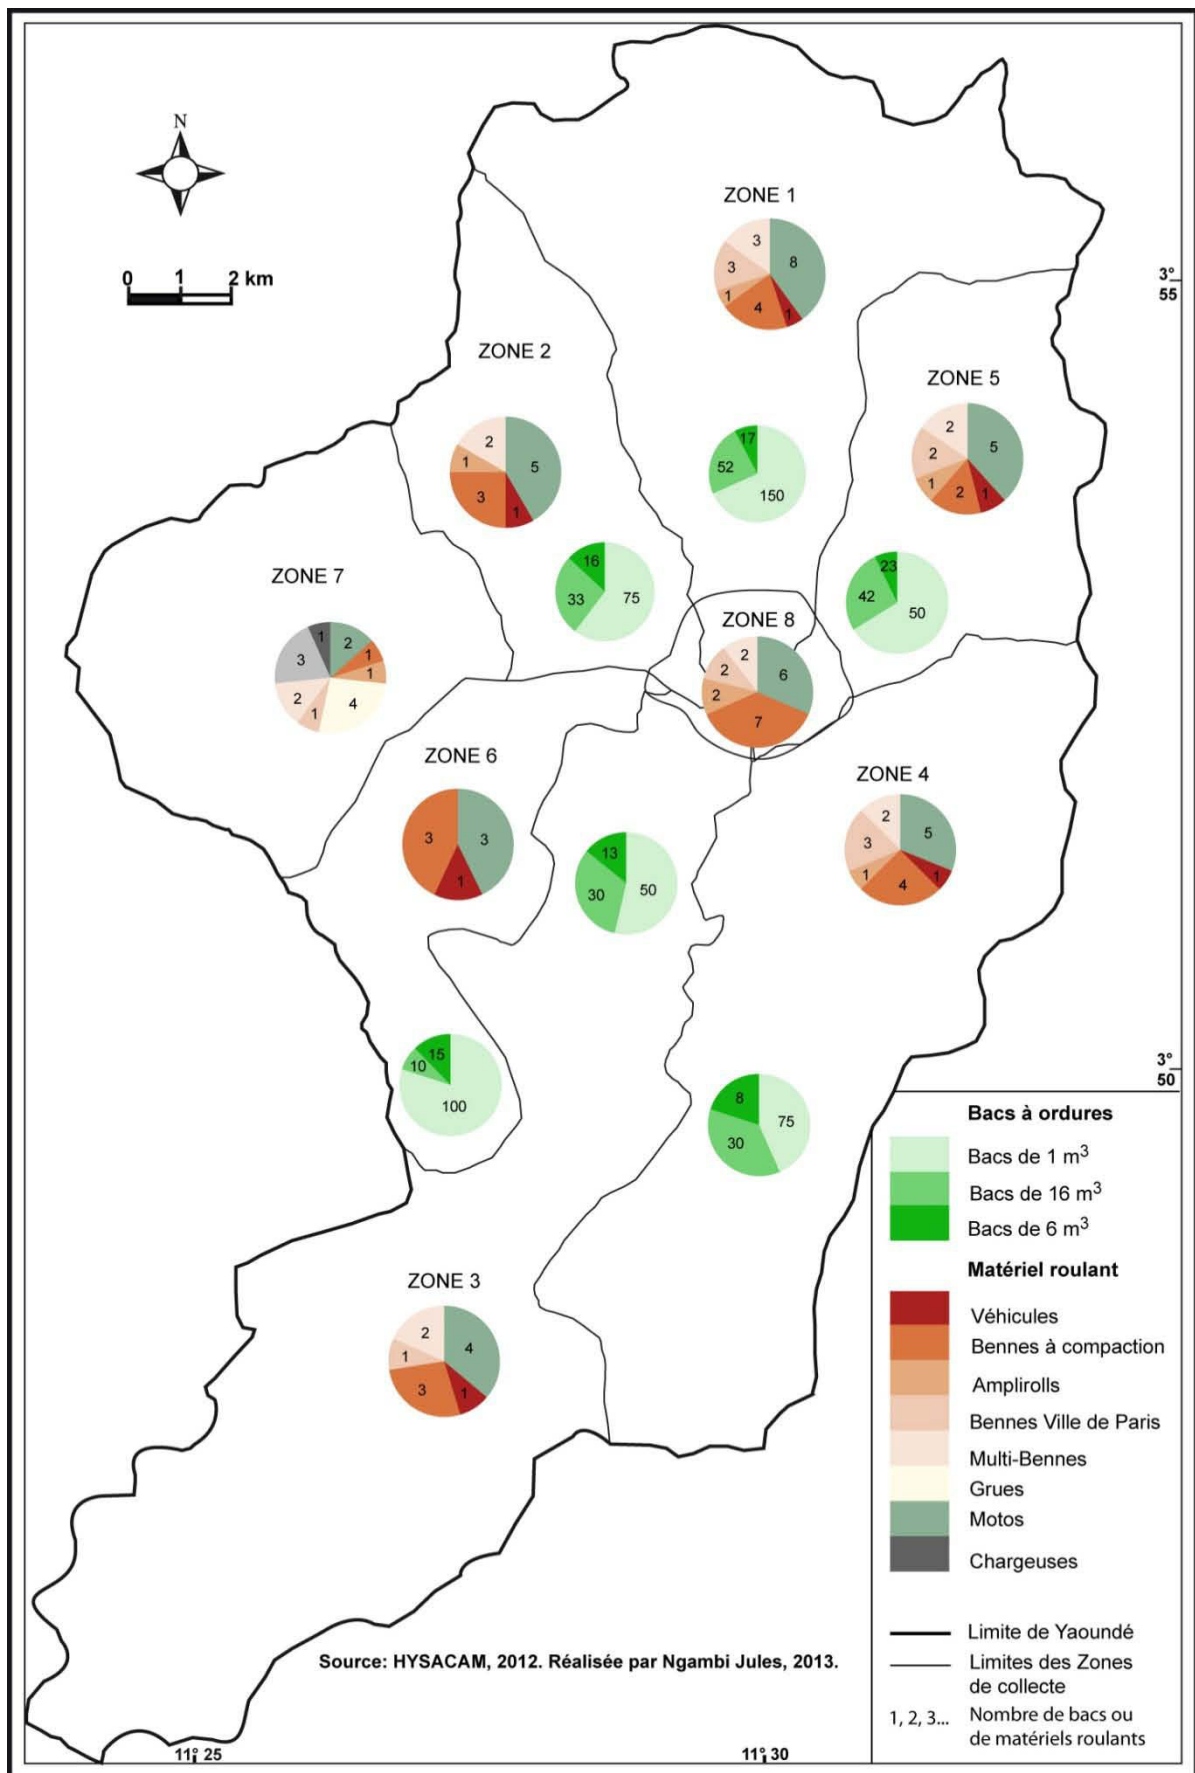 N
0 1 2 km
ZONE 1
3
8
3
1
4
1
3°
55
ZONE 2
2
5
1
3
1
ZONE 5
2
5
2
1
2
1
17
52
150
16
33
75
23
42
50
ZONE 7
1
2
3
1
1
2
1
4
ZONE 8
2
6
2
2
7
ZONE 6
3
3
1
ZONE 4
2
5
3
1
4
1
13
30
50
15
10
100
8
75
30
3°
50
ZONE 3
2
4
1
3
1
Bacs à ordures
Bacs de 1 m³
Bacs de 16 m³
Bacs de 6 m³
Matériel roulant
Véhicules
Bennes à compaction
Amplirolls
Bennes Ville de Paris
Multi-Bennes
Grues
Motos
Chargeuses
Limite de Yaoundé
Limites des Zones
de collecte
1, 2, 3... Nombre de bacs ou
de matériels roulants
Source: HYSACAM, 2012. Réalisée par Ngambi Jules, 2013.
11° 25
11° 30